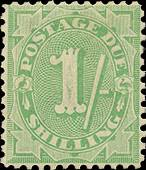 POSTAGE DUE
1/-
SHILLING